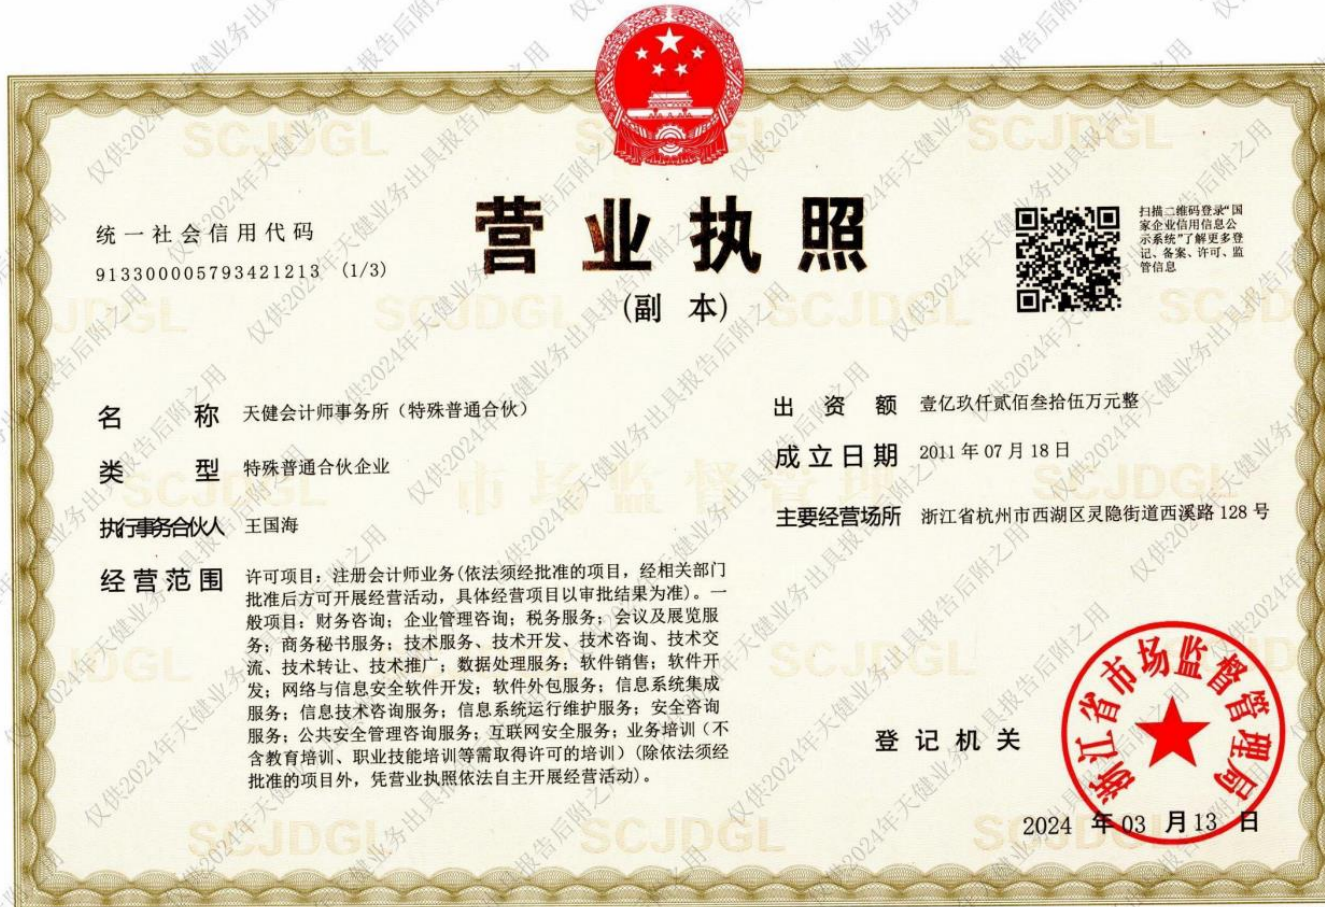 营业执照
(副 本)
统一社会信用代码
913300005793421213 (1/3)
扫描二维码登录“国
家企业信用信息公
示系统”了解更多登
记、备案、许可、监
管信息
名 称 天健会计师事务所（特殊普通合伙）
类 型 特殊普通合伙企业
执行事务合伙人 王国海
经营范围 许可项目：注册会计师业务(依法须经批准的项目，经相关部门
批准后方可开展经营活动，具体经营项目以审批结果为准)。一
般项目：财务咨询；企业管理咨询；税务服务；会议及展览服
务；商务秘书服务；技术服务、技术开发、技术咨询、技术交
流、技术转让、技术推广；数据处理服务；软件销售；软件开
发；网络与信息安全软件开发；软件外包服务；信息系统集成
服务；信息技术咨询服务；信息系统运行维护服务；安全咨询
服务；公共安全管理咨询服务；互联网安全服务；业务培训（不
含教育培训、职业技能培训等需取得许可的培训）(除依法须经
批准的项目外，凭营业执照依法自主开展经营活动)。
出 资 额 壹亿玖仟贰佰叁拾伍万元整
成立日期 2011 年 07 月 18 日
主要经营场所 浙江省杭州市西湖区灵隐街道西溪路 128 号
登记机关
浙江省市场监督管理局
2024 年 03 月 13 日
SCJDGL
市场监督管理
仅供2024年天健业务出具报告后附之用